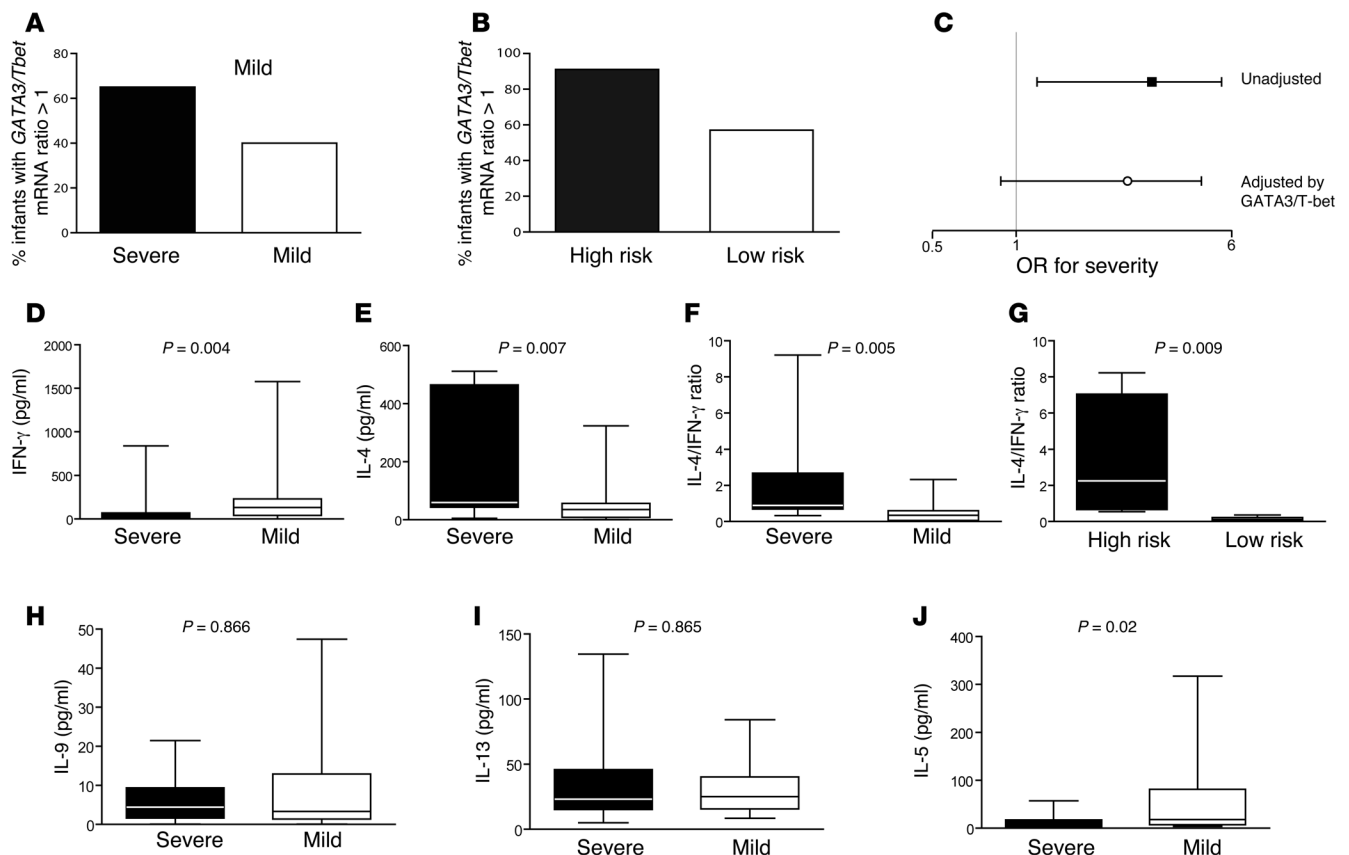 A
% infants with GATA3/Tbet
mRNA ratio > 1
80
60
40
20
0
Mild
Severe
Mild
B
% infants with GATA3/Tbet
mRNA ratio > 1
100
80
60
40
20
0
High risk
Low risk
C
Unadjusted
Adjusted by
GATA3/T-bet
0.5
1
6
OR for severity
D
IFN-γ (pg/ml)
2000
1500
1000
500
0
P = 0.004
Severe
Mild
E
IL-4 (pg/ml)
600
400
200
0
P = 0.007
Severe
Mild
F
IL-4/IFN-γ ratio
10
8
6
4
2
0
P = 0.005
Severe
Mild
G
IL-4/IFN-γ ratio
10
8
6
4
2
0
P = 0.009
High risk
Low risk
H
IL-9 (pg/ml)
50
40
30
20
10
0
P = 0.866
Severe
Mild
I
IL-13 (pg/ml)
150
100
50
0
P = 0.865
Severe
Mild
J
IL-5 (pg/ml)
400
300
200
100
0
P = 0.02
Severe
Mild